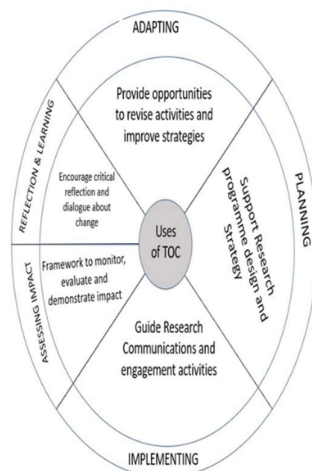 ADAPTING
Provide opportunities
to revise activities and
improve strategies
REFLECTION & LEARNING
Encourage critical
reflection and
dialogue about
change
PLANNING
Support Research
programme design and
Strategy
Uses
of TOC
ASSESSING IMPACT
Framework to monitor,
evaluate and
demonstrate impact
Guide Research
Communications and
engagement activities
IMPLEMENTING